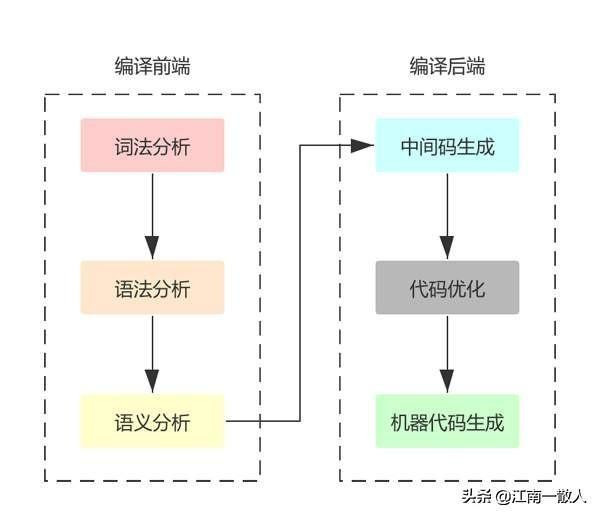 编译前端
词法分析
语法分析
语义分析
编译后端
中间码生成
代码优化
机器代码生成
头条 @江南一散人